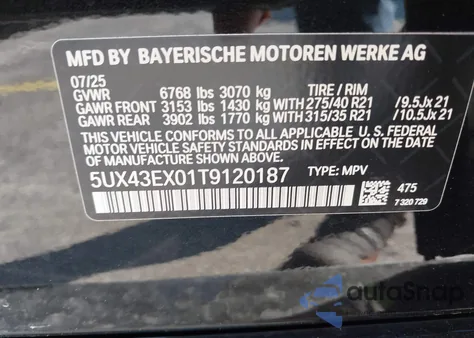 MFD BY BAYERISCHE MOTOREN WERKE AG
07/25
GVWR 6768 lbs 3070 kg TIRE / RIM
GAWR FRONT 3153 lbs 1430 kg WITH 275/40 R21 / 9.5Jx 21
GAWR REAR 3902 lbs 1770 kg WITH 315/35 R21 / 10.5Jx 21
THIS VEHICLE CONFORMS TO ALL APPLICABLE U.S. FEDERAL
MOTOR VEHICLE SAFETY
IN EFFECT ON THE DATE OF MANUFACTURE SHOWN ABOVE.
5UX43EX01T9120187 TYPE: MPV
475
7 320 729
autoSnap